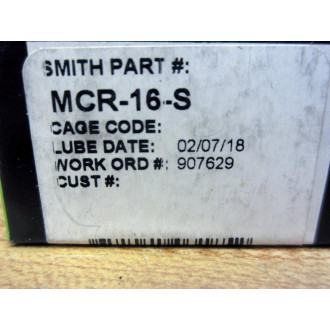 SMITH PART #:
MCR-16-S
CAGE CODE:
LUBE DATE: 02/07/18
WORK ORD #: 907629
CUST #: